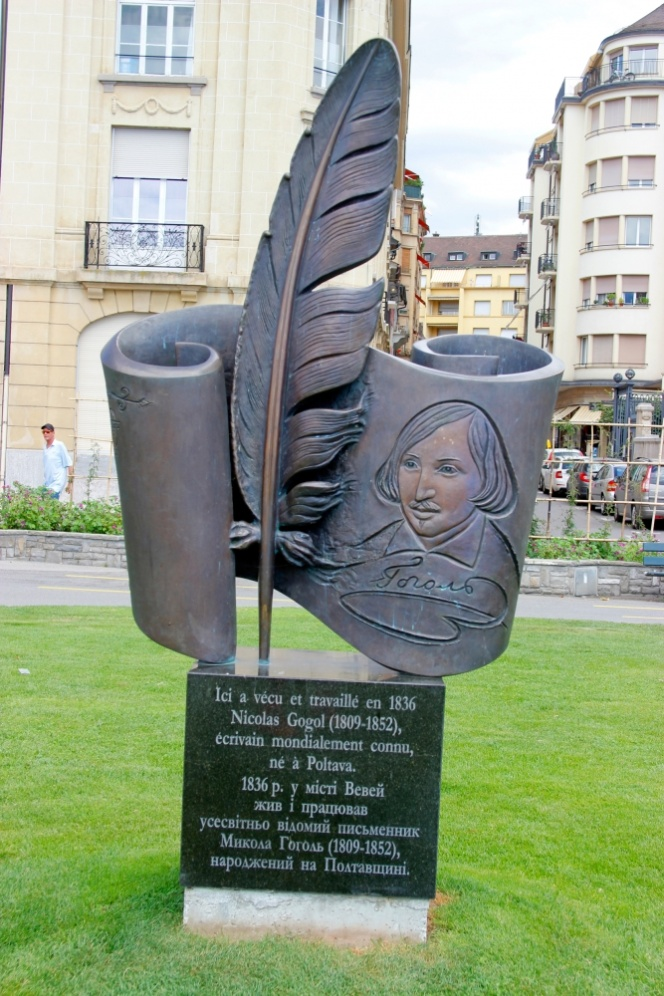 Гоголь
Ici a vécu et travaillé en 1836
Nicolas Gogol (1809-1852),
écrivain mondialement connu,
né à Poltava.
1836 р. у місті Вевей
жив і працював
усесвітньо відомий письменник
Микола Гоголь (1809-1852),
народжений на Полтавщині.